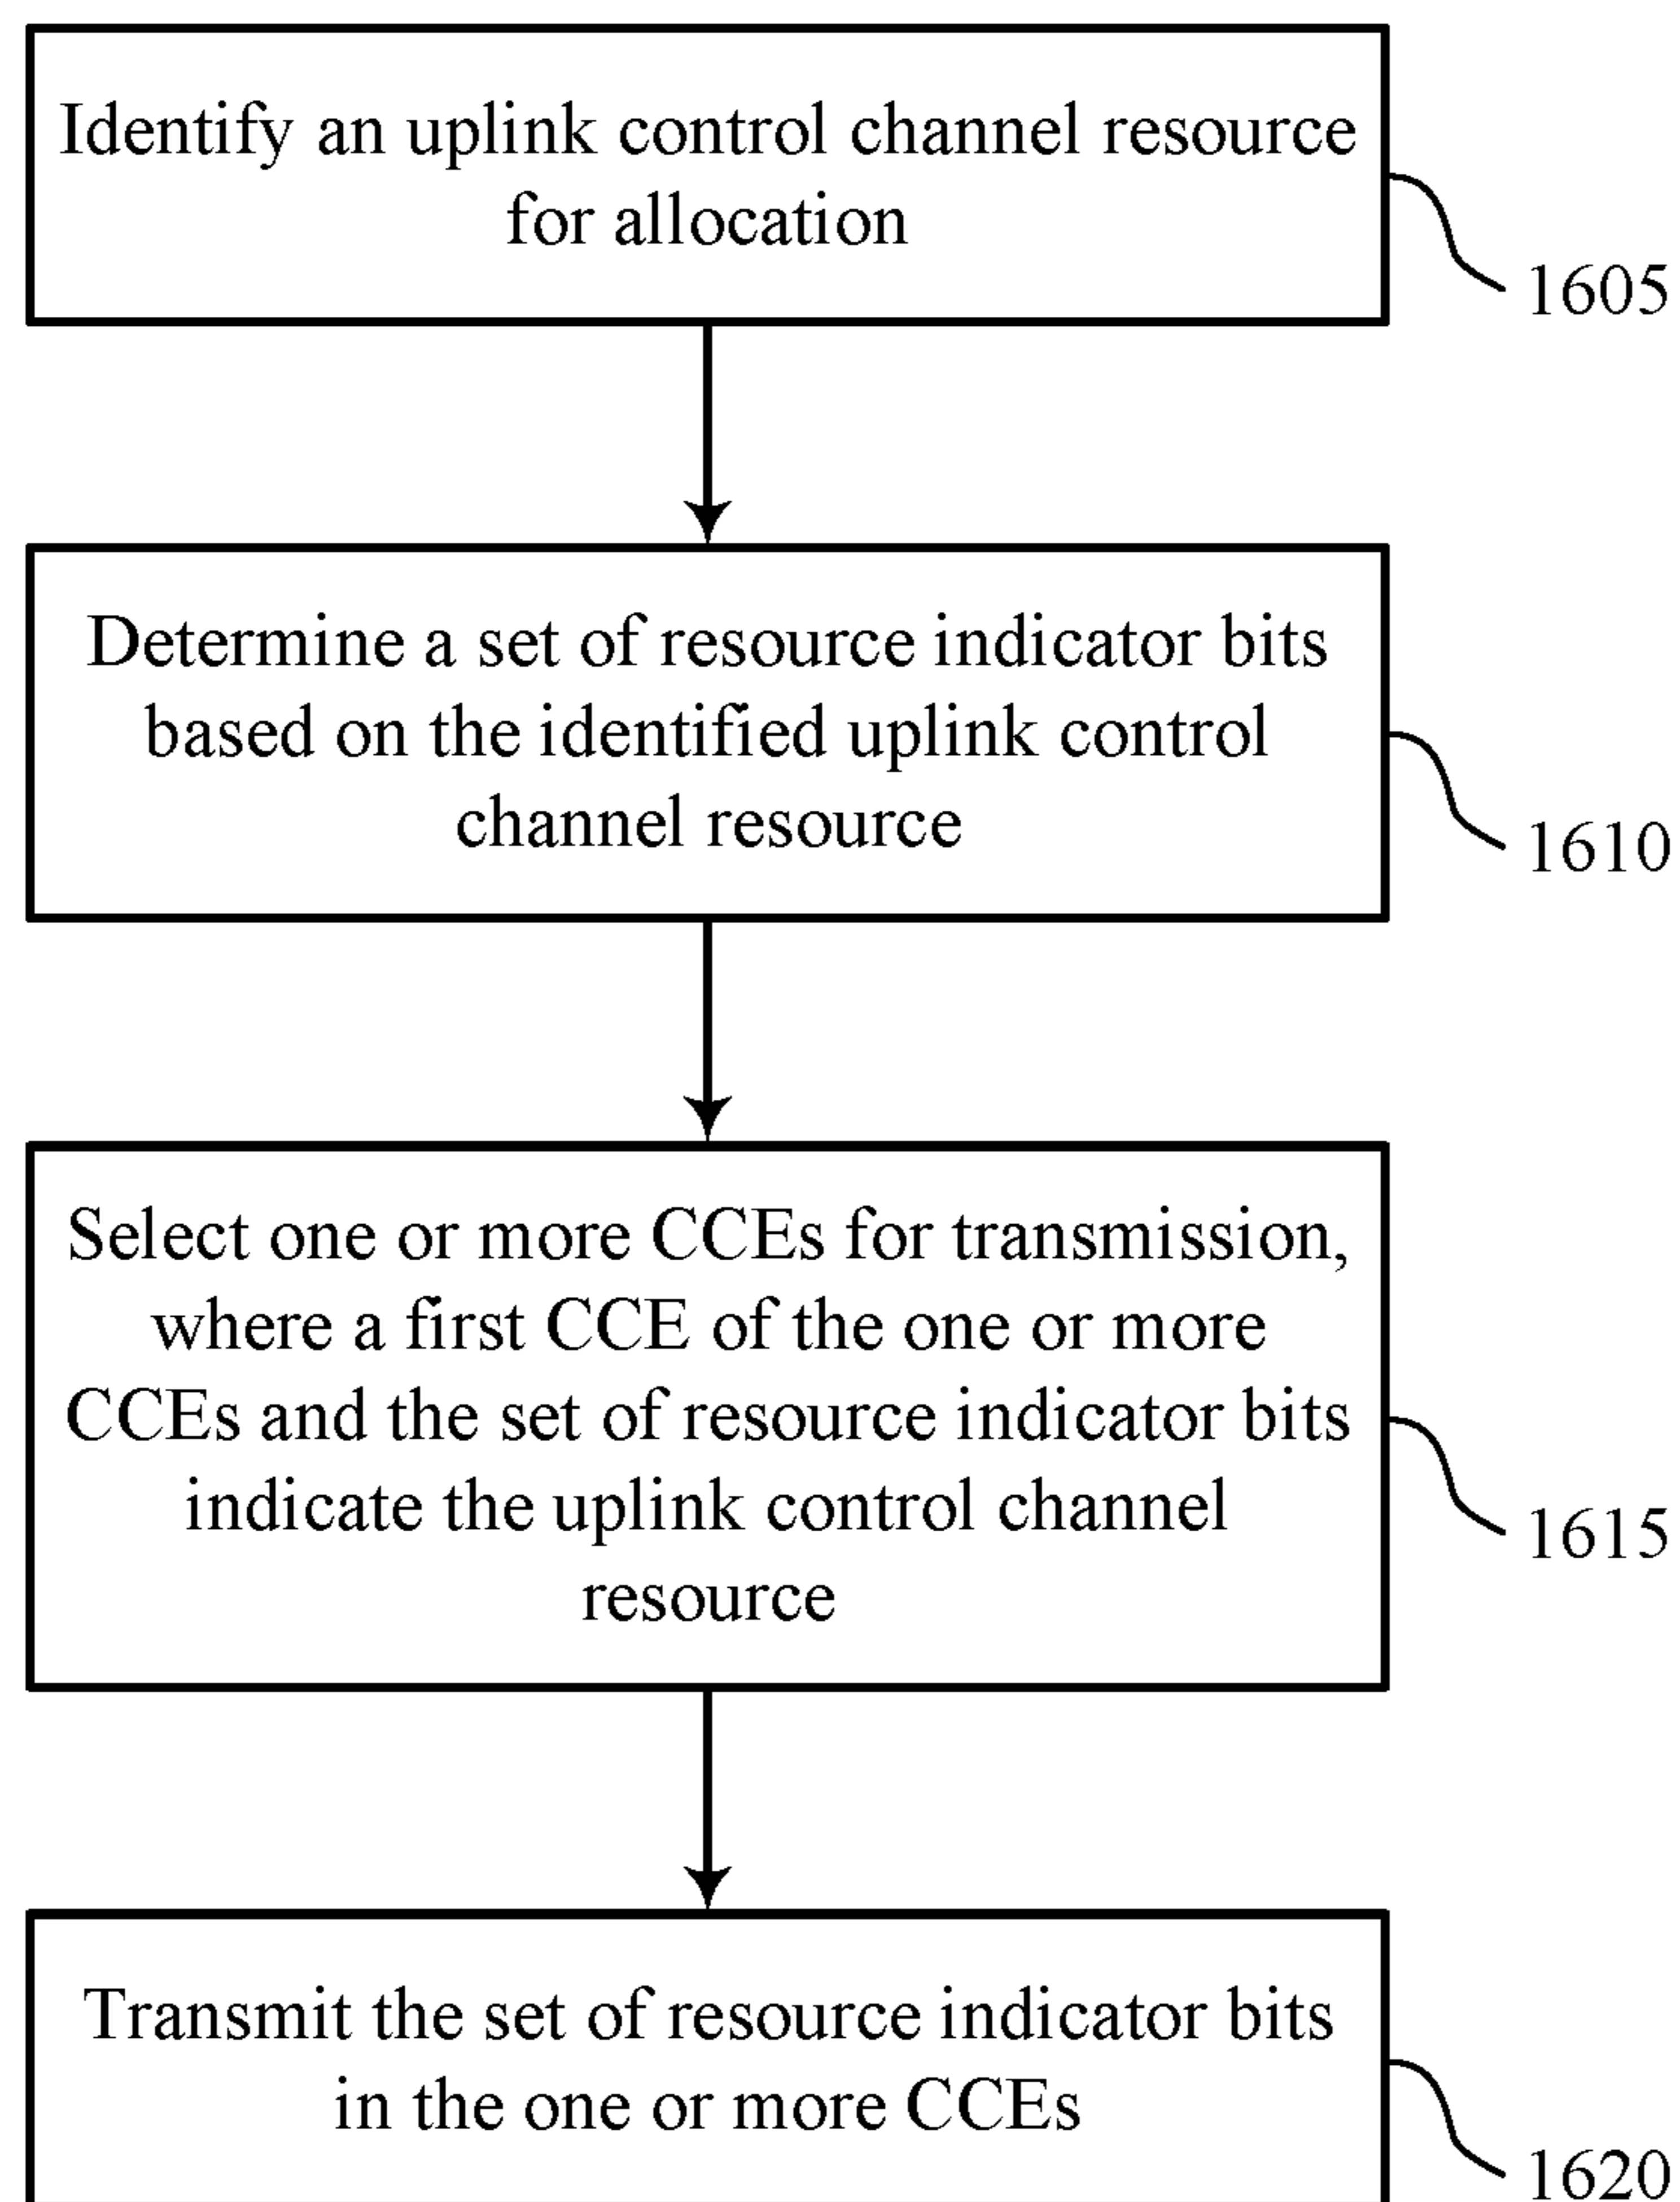 Identify an uplink control channel resource
for allocation
1605
Determine a set of resource indicator bits
based on the identified uplink control
channel resource
1610
Select one or more CCEs for transmission,
where a first CCE of the one or more
CCEs and the set of resource indicator bits
indicate the uplink control channel
resource
1615
Transmit the set of resource indicator bits
in the one or more CCEs
1620